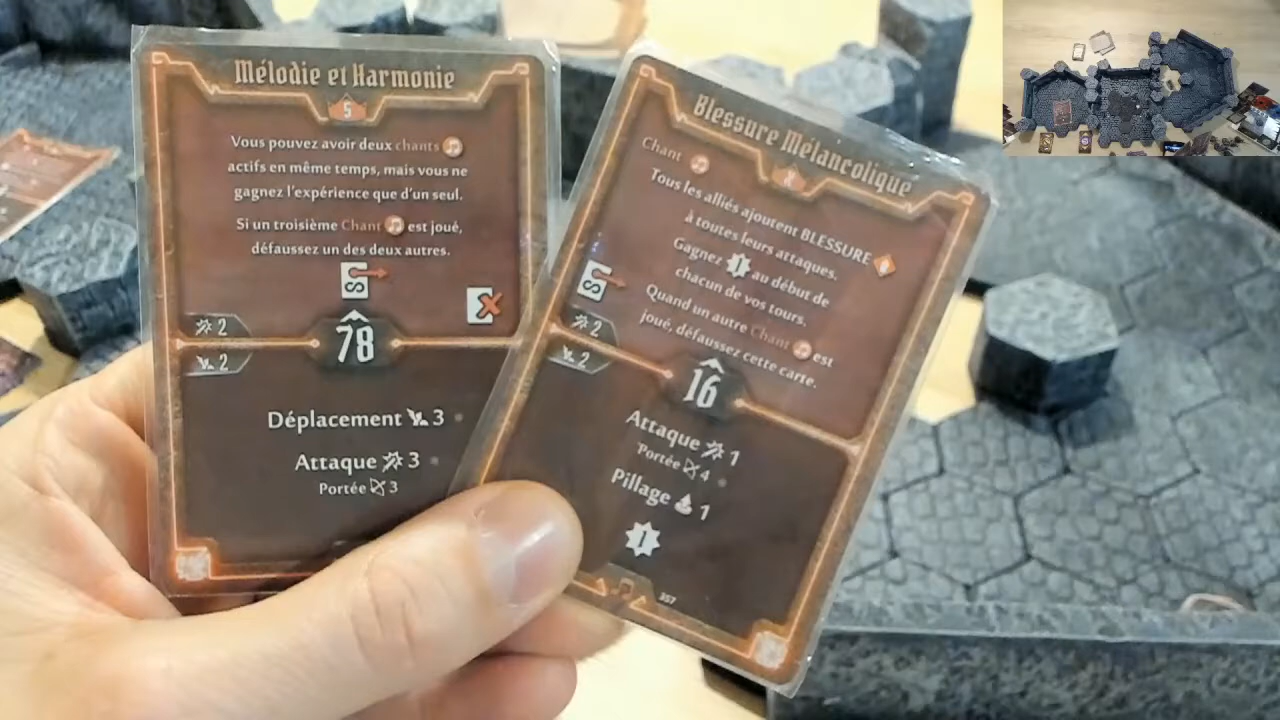 Mélodie et Harmonie
5
Vous pouvez avoir deux chants
actifs en même temps, mais vous ne
gagnez l'expérience que d'un seul.
Si un troisième Chant est joué,
défaussez un des deux autres.
2
78
2
Déplacement 3
Attaque 3
Portée 3
Blessure Mélancolique
Chant
Tous les alliés ajoutent BLESSURE
à toutes leurs attaques.
Gagnez 1 au début de
chacun de vos tours.
Quand un autre Chant est
joué, défaussez cette carte.
2
16
2
Attaque 1
Portée 4
Pillage 1
1
357